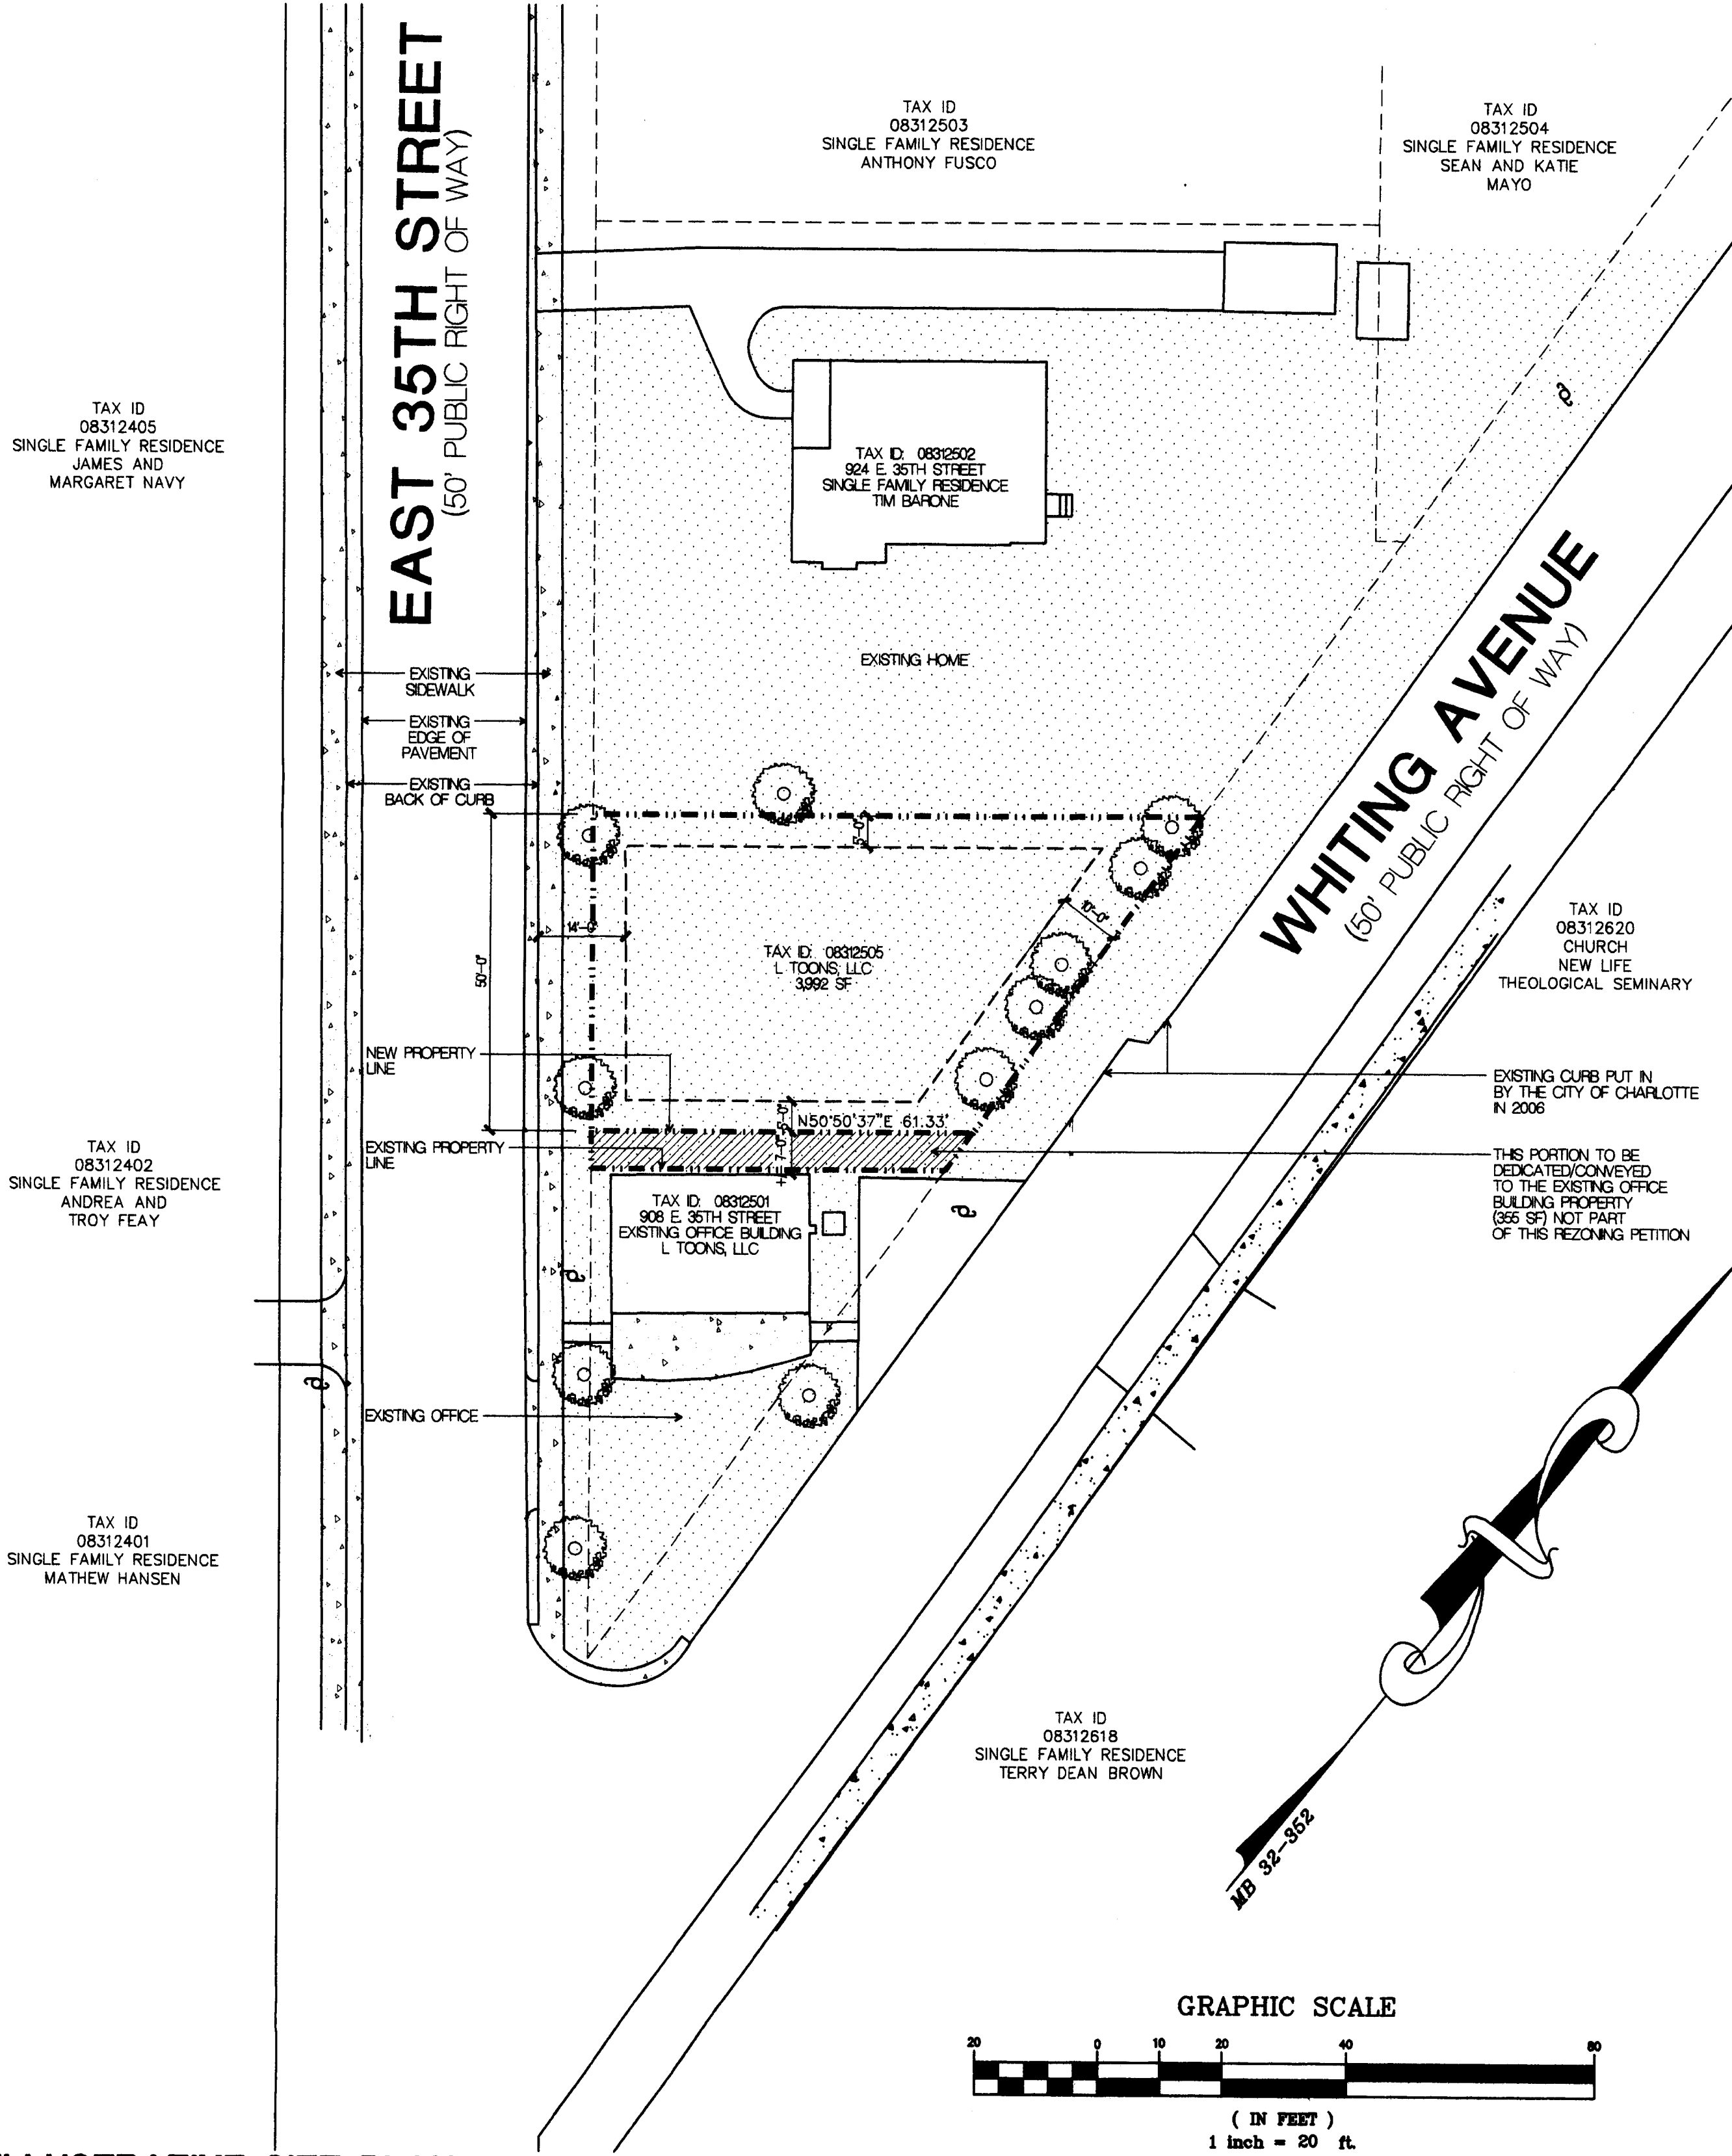 EAST 35TH STREET
(50' PUBLIC RIGHT OF WAY)
TAX ID
08312503
SINGLE FAMILY RESIDENCE
ANTHONY FUSCO
TAX ID
08312504
SINGLE FAMILY RESIDENCE
SEAN AND KATIE
MAYO
TAX ID
08312405
SINGLE FAMILY RESIDENCE
JAMES AND
MARGARET NAVY
TAX ID: 08312502
924 E. 35TH STREET
SINGLE FAMILY RESIDENCE
TIM BARONE
EXISTING HOME
EXISTING
SIDEWALK
EXISTING
EDGE OF
PAVEMENT
EXISTING
BACK OF CURB
WHITING AVENUE
(50' PUBLIC RIGHT OF WAY)
5'-0"
14'-0"
10'-0"
50'-0"
TAX ID: 08312505
L TOONS, LLC
3,992 SF
TAX ID
08312620
CHURCH
NEW LIFE
THEOLOGICAL SEMINARY
NEW PROPERTY
LINE
EXISTING CURB PUT IN
BY THE CITY OF CHARLOTTE
IN 2006
5'-0"
N50°50'37"E 61.33'
EXISTING PROPERTY
LINE
+- 7'-0"
THIS PORTION TO BE
DEDICATED/CONVEYED
TO THE EXISTING OFFICE
BUILDING PROPERTY
(355 SF) NOT PART
OF THIS REZONING PETITION
TAX ID
08312402
SINGLE FAMILY RESIDENCE
ANDREA AND
TROY FEAY
TAX ID: 08312501
908 E. 35TH STREET
EXISTING OFFICE BUILDING
L TOONS, LLC
EXISTING OFFICE
TAX ID
08312401
SINGLE FAMILY RESIDENCE
MATHEW HANSEN
TAX ID
08312618
SINGLE FAMILY RESIDENCE
TERRY DEAN BROWN
MB 32-352
GRAPHIC SCALE
20 0 10 20 40 80
( IN FEET )
1 inch = 20 ft.